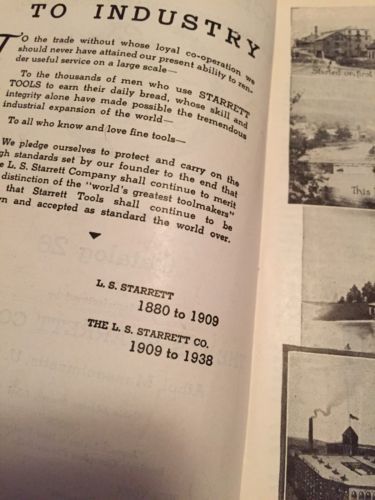 TO INDUSTRY
TO the trade without whose loyal co-operation we
should never have attained our present ability to ren-
der useful service on a large scale—
To the thousands of men who use STARRETT
TOOLS to earn their daily bread, whose skill and
integrity alone have made possible the tremendous
industrial expansion of the world—
To all who know and love fine tools—
We pledge ourselves to protect and carry on the
gh standards set by our founder to the end that
e L. S. Starrett Company shall continue to merit
distinction of the "world's greatest toolmakers"
that Starrett Tools shall continue to be
n and accepted as standard the world over.
L. S. STARRETT
1880 to 1909
THE L. S. STARRETT CO.
1909 to 1938
Started on first
This